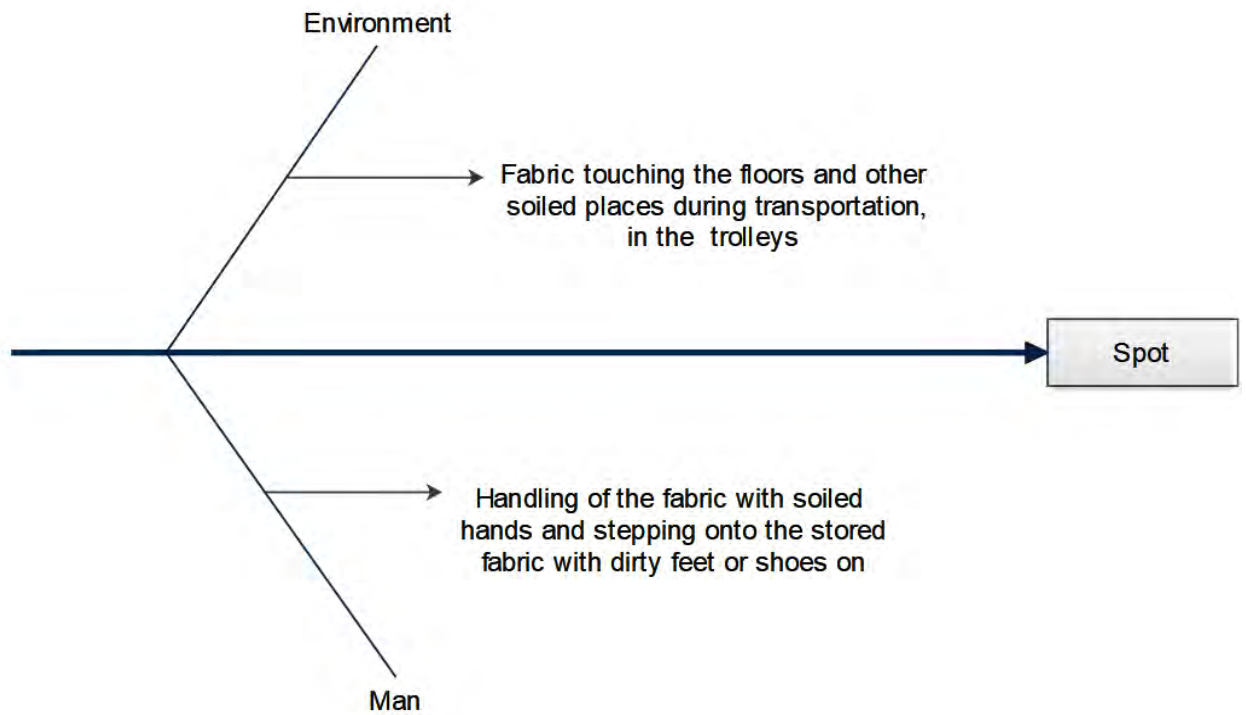 Environment
Fabric touching the floors and other
soiled places during transportation,
in the trolleys
Spot
Handling of the fabric with soiled
hands and stepping onto the stored
fabric with dirty feet or shoes on
Man